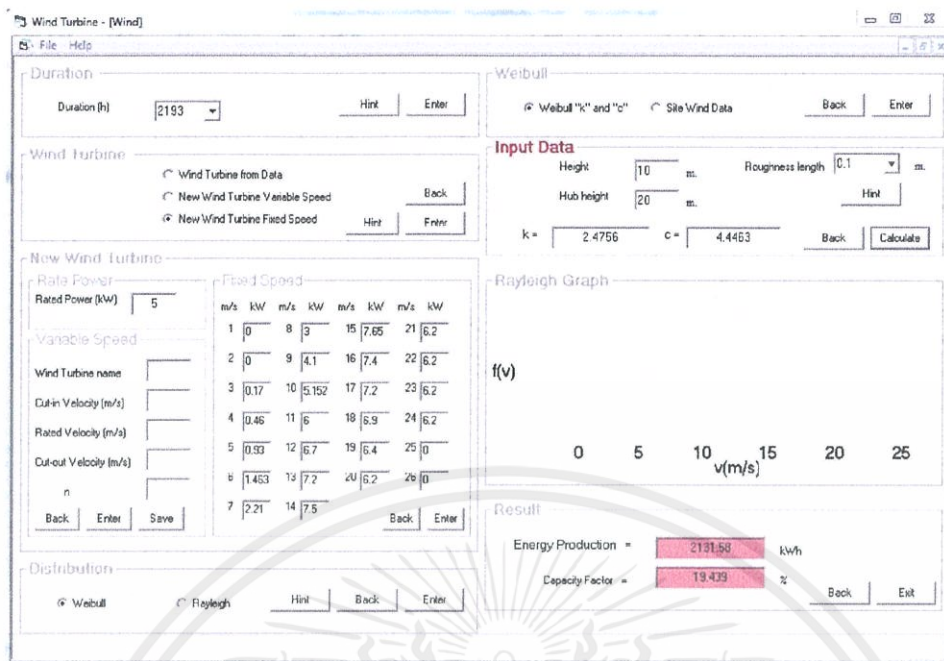 Wind Turbine - [Wind]
File Help
Duration
Duration (h) 2193 Hint Enter
Wind Turbine
Wind Turbine from Data
New Wind Turbine Variable Speed Back
New Wind Turbine Fixed Speed Hint Enter
New Wind Turbine
Rate Power
Rated Power (kW) 5
Variable Speed
Wind Turbine name
Cut-in Velocity (m/s)
Rated Velocity (m/s)
Cut-out Velocity (m/s)
n
Back Enter Save
Fixed Speed
m/s kW m/s kW m/s kW m/s kW
1 0 8 3 15 7.65 21 6.2
2 0 9 4.1 16 7.4 22 6.2
3 0.17 10 5.152 17 7.2 23 6.2
4 0.46 11 6 18 6.9 24 6.2
5 0.93 12 6.7 19 6.4 25 0
6 1.463 13 7.2 20 6.2 26 0
7 2.21 14 7.5
Back Enter
Distribution
Weibull Rayleigh Hint Back Enter
Weibull
Weibull "k" and "c" Site Wind Data Back Enter
Input Data
Height 10 m. Roughness length 0.1 m.
Hub height 20 m. Hint
k = 2.4756 c = 4.4463 Back Calculate
Rayleigh Graph
f(v)
0 5 10 15 20 25
v(m/s)
Result
Energy Production = 2131.58 kWh
Capacity Factor = 19.439 %
Back Exit